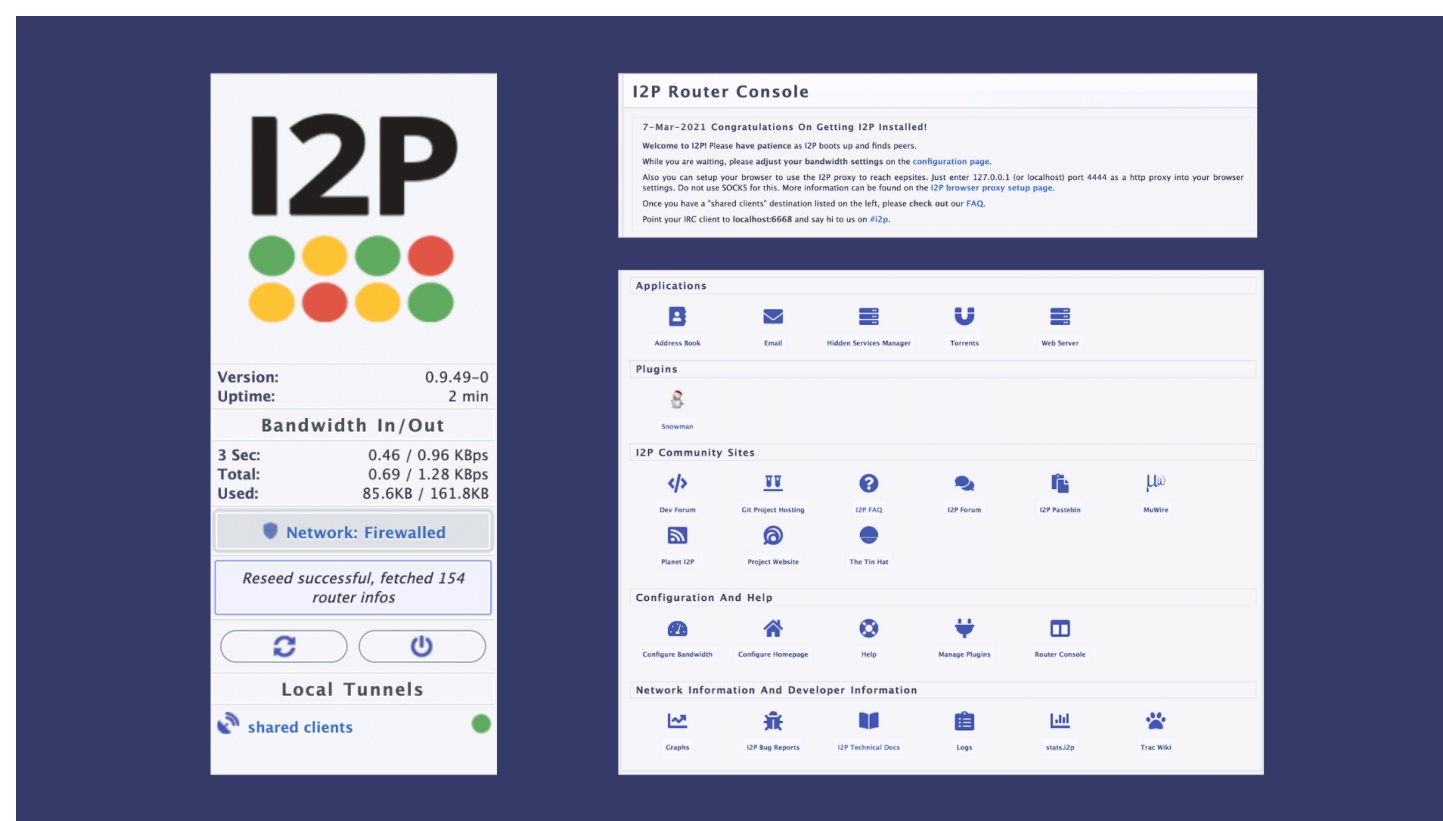 I2P
Version: 0.9.49-0
Uptime: 2 min
Bandwidth In/Out
3 Sec: 0.46 / 0.96 KBps
Total: 0.69 / 1.28 KBps
Used: 85.6KB / 161.8KB
Network: Firewalled
Reseed successful, fetched 154
router infos
Local Tunnels
shared clients
I2P Router Console
7-Mar-2021 Congratulations On Getting I2P Installed!
Welcome to I2P! Please have patience as I2P boots up and finds peers.
While you are waiting, please adjust your bandwidth settings on the configuration page.
Also you can setup your browser to use the I2P proxy to reach eepsites. Just enter 127.0.0.1 (or localhost) port 4444 as a http proxy into your browser
settings. Do not use SOCKS for this. More information can be found on the I2P browser proxy setup page.
Once you have a "shared clients" destination listed on the left, please check out our FAQ.
Point your IRC client to localhost:6668 and say hi to us on #i2p.
Applications
Address Book Email Hidden Services Manager Torrents Web Server
Plugins
Snowman
I2P Community Sites
Dev Forum Git Project Hosting I2P FAQ I2P Forum I2P Pastebin MuWire
Planet I2P Project Website The Tin Hat
Configuration And Help
Configure Bandwidth Configure Homepage Help Manage Plugins Router Console
Network Information And Developer Information
Graphs I2P Bug Reports I2P Technical Docs Logs stats.i2p Trac Wiki